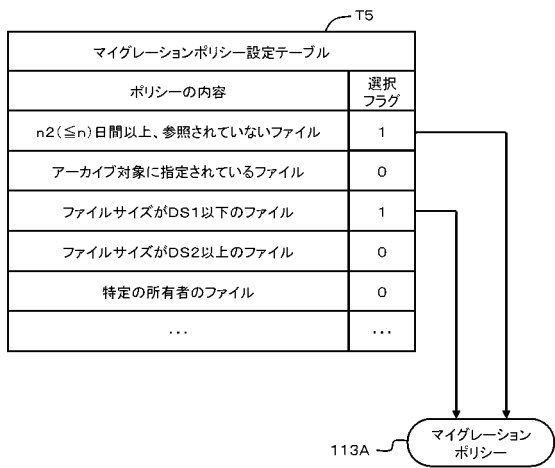 T5
マイグレーションポリシー設定テーブル
ポリシーの内容
選択
フラグ
n2(≦n)日間以上、参照されていないファイル
1
アーカイブ対象に指定されているファイル
0
ファイルサイズがDS1以下のファイル
1
ファイルサイズがDS2以上のファイル
0
特定の所有者のファイル
0
...
...
113A
マイグレーション
ポリシー